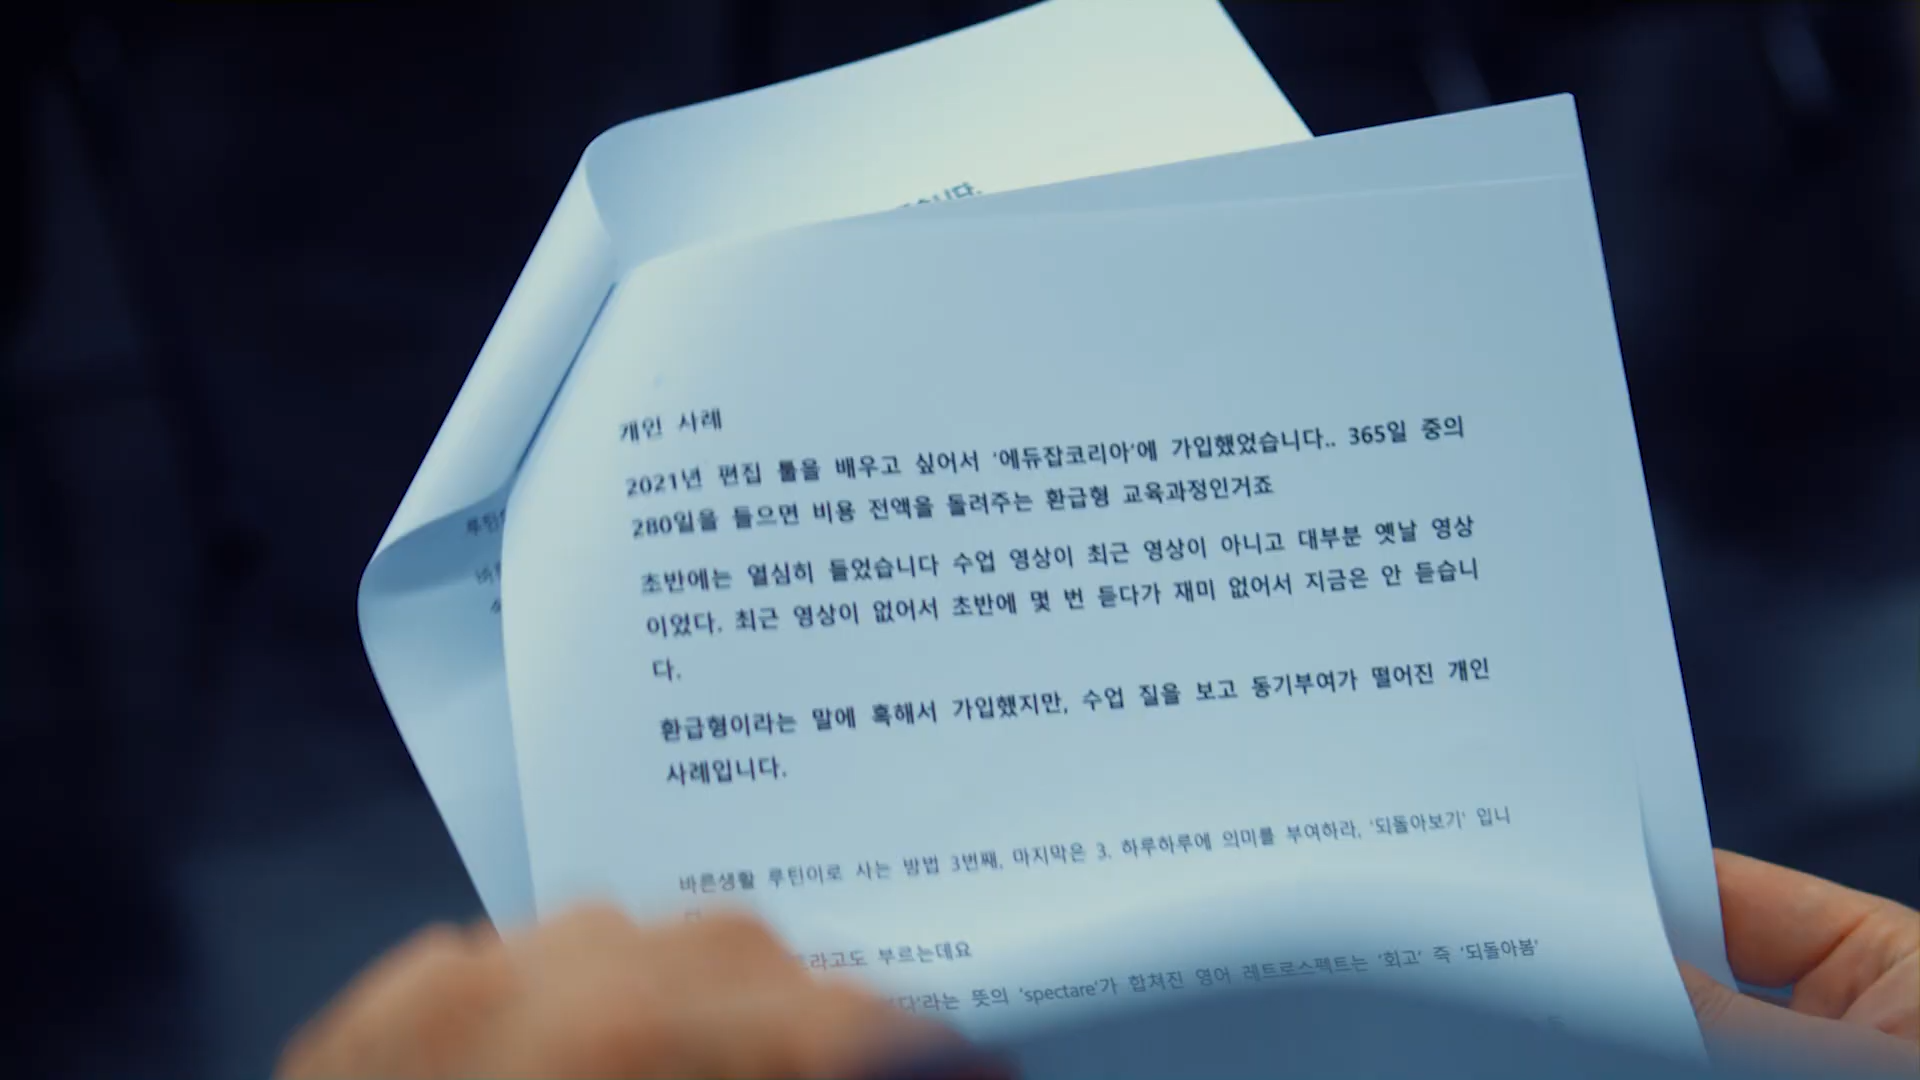 습니다.
개인 사례
2021년 편집 툴을 배우고 싶어서 '에듀잡코리아'에 가입했었습니다.. 365일 중의
280일을 들으면 비용 전액을 돌려주는 환급형 교육과정인거죠
초반에는 열심히 들었습니다 수업 영상이 최근 영상이 아니고 대부분 옛날 영상
이었다. 최근 영상이 없어서 초반에 몇 번 듣다가 재미 없어서 지금은 안 듣습니
다.
환급형이라는 말에 혹해서 가입했지만, 수업 질을 보고 동기부여가 떨어진 개인
사례입니다.
바른생활 루틴이로 사는 방법 3번째, 마지막은 3. 하루하루에 의미를 부여하라, '되돌아보기' 입니
다
라고도 부르는데요
다'라는 뜻의 'spectare'가 합쳐진 영어 레트로스펙트는 '회고' 즉 '되돌아봄'